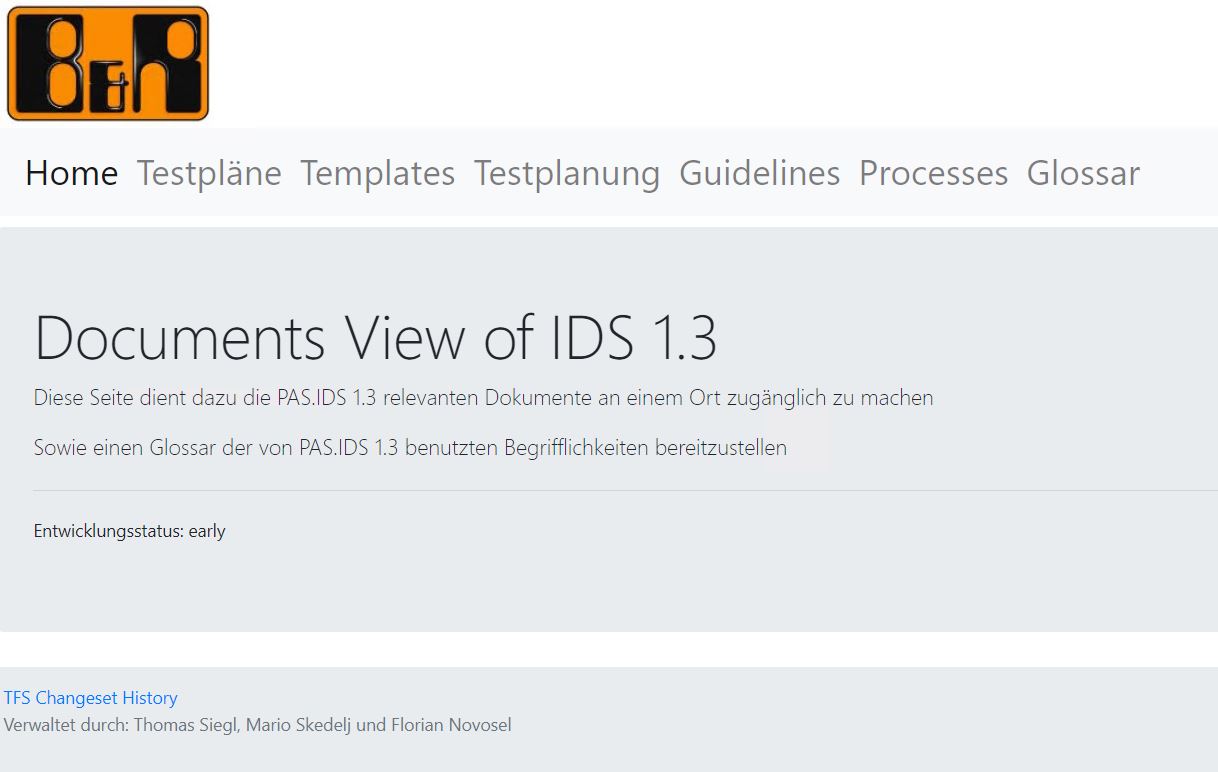 B&R
Home Testpläne Templates Testplanung Guidelines Processes Glossar
Documents View of IDS 1.3
Diese Seite dient dazu die PAS.IDS 1.3 relevanten Dokumente an einem Ort zugänglich zu machen
Sowie einen Glossar der von PAS.IDS 1.3 benutzten Begrifflichkeiten bereitzustellen
Entwicklungsstatus: early
TFS Changeset History
Verwaltet durch: Thomas Siegl, Mario Skedelj und Florian Novosel